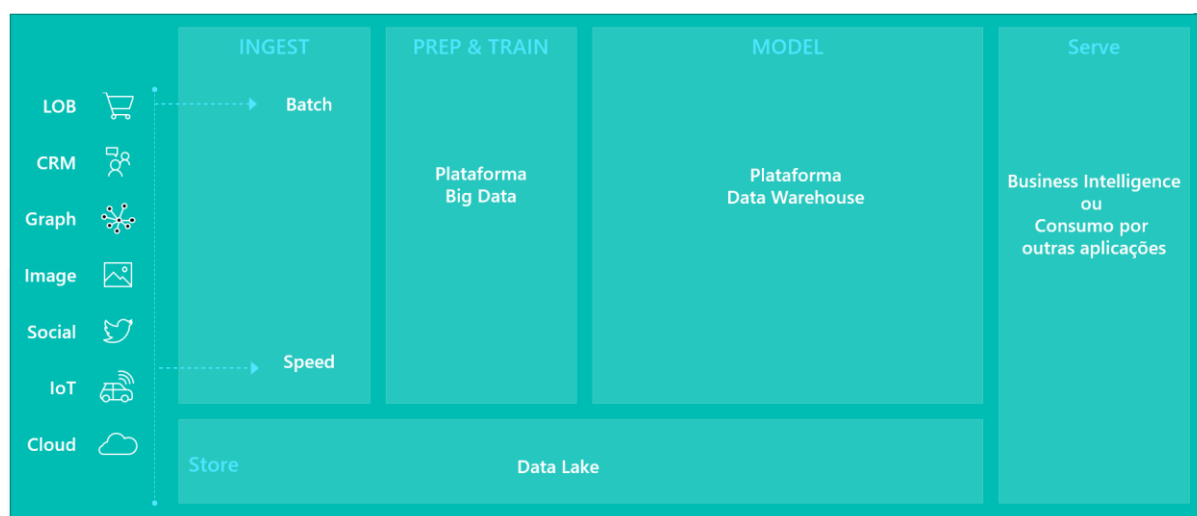 INGEST
PREP & TRAIN
MODEL
Serve
LOB
CRM
Graph
Image
Social
IoT
Cloud
Batch
Speed
Plataforma
Big Data
Plataforma
Data Warehouse
Business Intelligence
ou
Consumo por
outras aplicações
Store
Data Lake